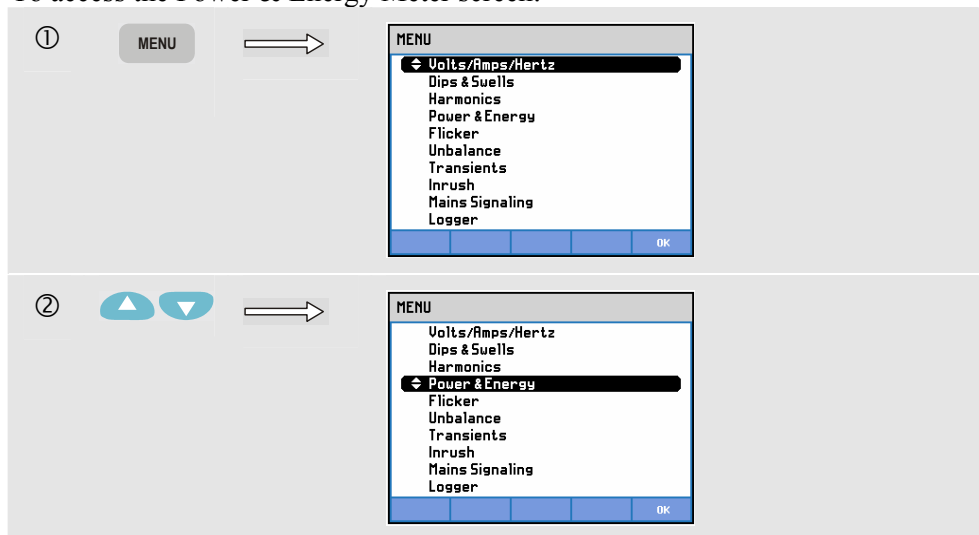 To access the Power & Energy Meter screen:
①
MENU
MENU
Volts/Amps/Hertz
Dips & Swells
Harmonics
Power & Energy
Flicker
Unbalance
Transients
Inrush
Mains Signaling
Logger
OK
②
MENU
Volts/Amps/Hertz
Dips & Swells
Harmonics
Power & Energy
Flicker
Unbalance
Transients
Inrush
Mains Signaling
Logger
OK